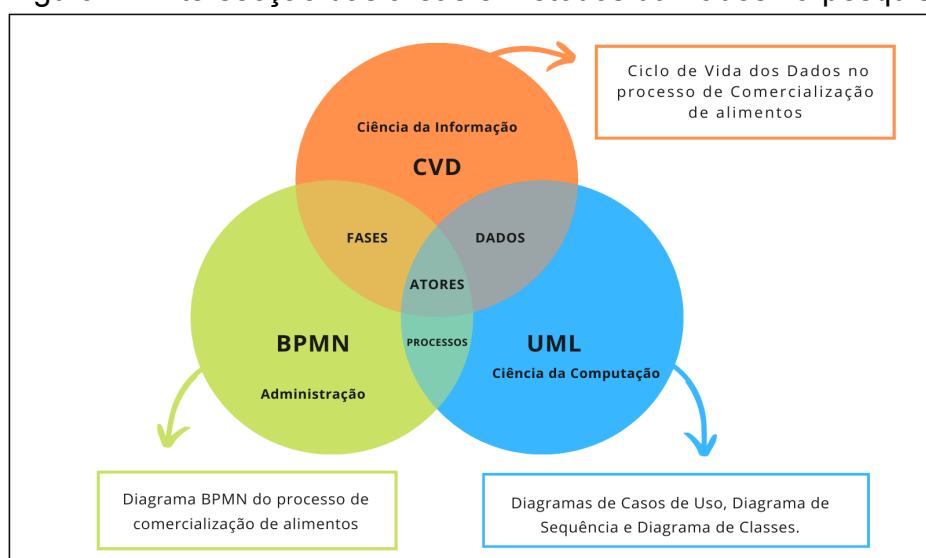 Ciclo de Vida dos Dados no
processo de Comercialização
de alimentos
Ciência da Informação
CVD
FASES
DADOS
ATORES
PROCESSOS
BPMN
Administração
UML
Ciência da Computação
Diagrama BPMN do processo de
comercialização de alimentos
Diagramas de Casos de Uso, Diagrama de
Sequência e Diagrama de Classes.